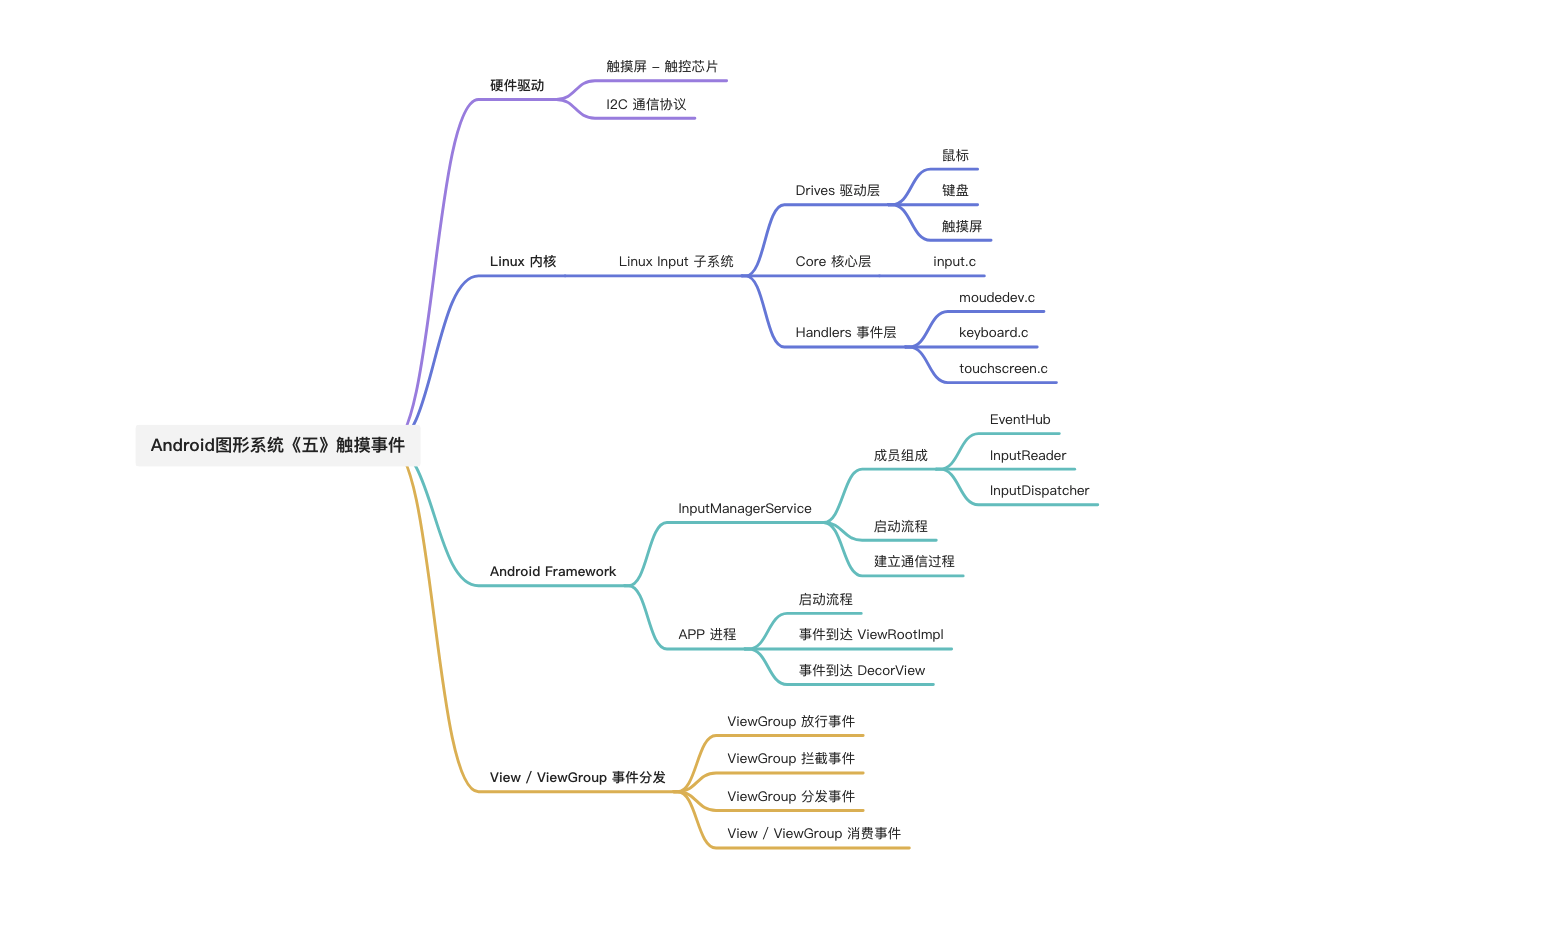 Android图形系统《五》触摸事件
硬件驱动
触摸屏 – 触控芯片
I2C 通信协议
Linux 内核
Linux Input 子系统
Drives 驱动层
鼠标
键盘
触摸屏
Core 核心层
input.c
Handlers 事件层
moudedev.c
keyboard.c
touchscreen.c
Android Framework
InputManagerService
成员组成
EventHub
InputReader
InputDispatcher
启动流程
建立通信过程
APP 进程
启动流程
事件到达 ViewRootImpl
事件到达 DecorView
View / ViewGroup 事件分发
ViewGroup 放行事件
ViewGroup 拦截事件
ViewGroup 分发事件
View / ViewGroup 消费事件